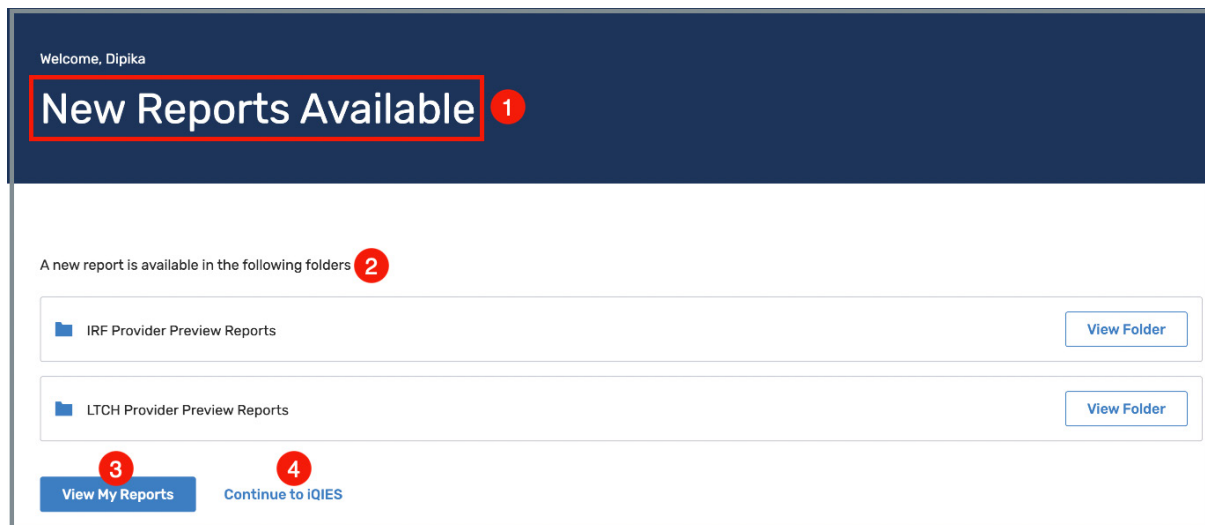 Welcome, Dipika
New Reports Available 1
A new report is available in the following folders 2
IRF Provider Preview Reports View Folder
LTCH Provider Preview Reports View Folder
3 4
View My Reports Continue to iQIES